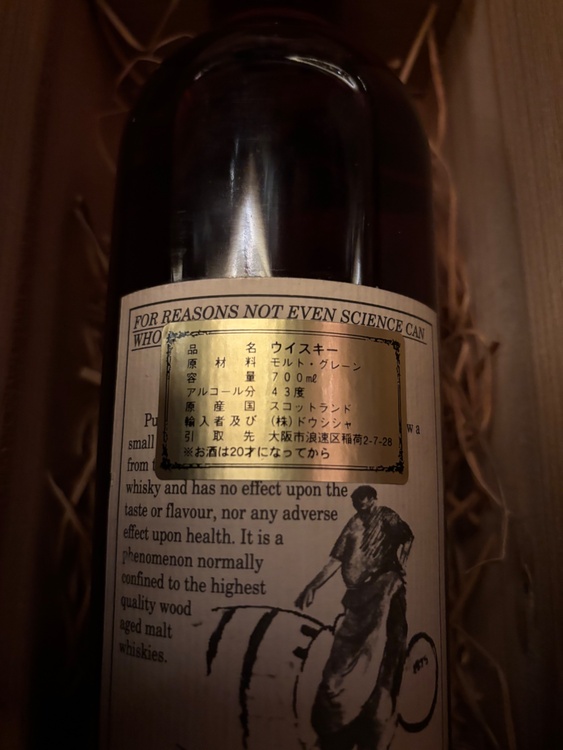 FOR REASONS NOT EVEN SCIENCE CAN
WHO
品名 ウイスキー
原材料 モルト・グレーン
容量 700㎖
アルコール分 43度
原産国 スコットランド
輸入者及び (株)ドウシシャ
引取先 大阪市浪速区稲荷2-7-28
※お酒は20才になってから
Pu
w a
small
from t
whisky and has no effect upon the
taste or flavour, nor any adverse
effect upon health. It is a
phenomenon normally
confined to the highest
quality wood
aged malt
whiskies.